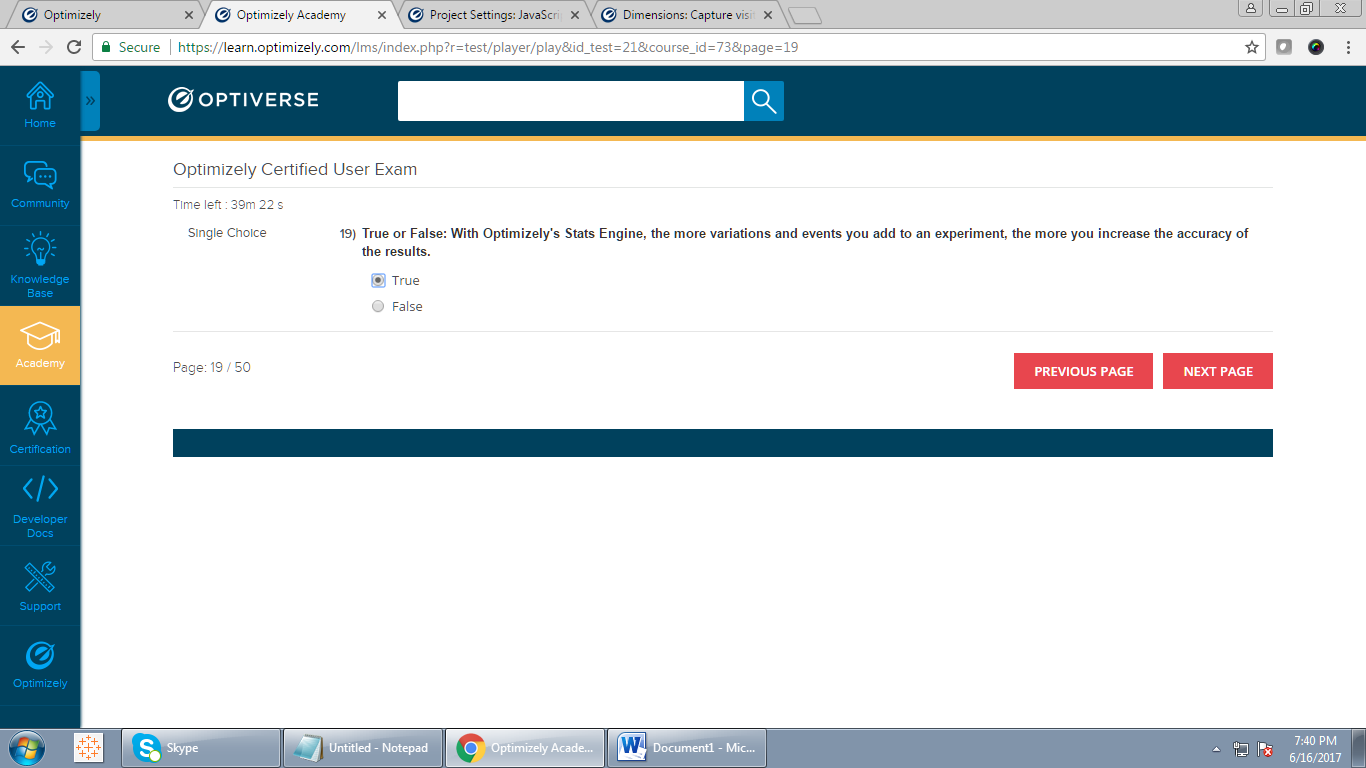 Optimizely
Optimizely Academy
Project Settings: JavaScri
Dimensions: Capture visi
Secure
https://learn.optimizely.com/lms/index.php?r=test/player/play&id_test=21&course_id=73&page=19
Home
»
OPTIVERSE
Community
Knowledge
Base
Academy
Certification
Developer
Docs
Support
Optimizely
Optimizely Certified User Exam
Time left : 39m 22 s
Single Choice
19) True or False: With Optimizely's Stats Engine, the more variations and events you add to an experiment, the more you increase the accuracy of
the results.
True
False
Page: 19 / 50
PREVIOUS PAGE
NEXT PAGE
Skype
Untitled - Notepad
Optimizely Acade...
Document1 - Mic...
7:40 PM
6/16/2017